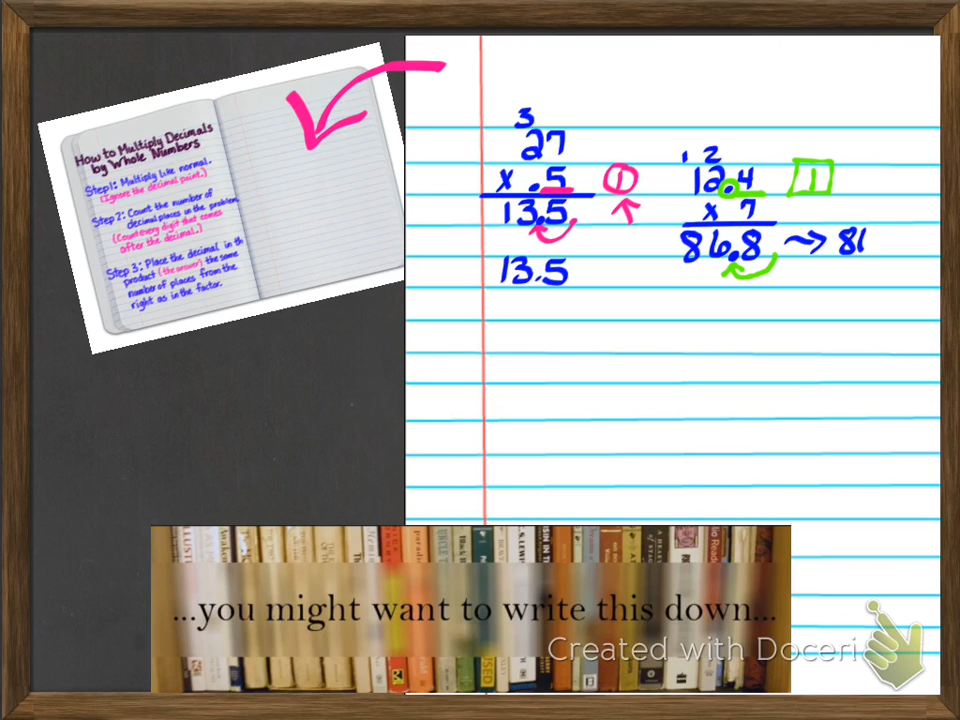 How to Multiply Decimals
by Whole Numbers
Step 1: Multiply like normal.
(Ignore the decimal point.)
Step 2: Count the number of
decimal places in the problem.
(Count every digit that comes
after the decimal.)
Step 3: Place the decimal in th
product (the answer) the same
number of places from the
right as in the factor.
3
27
x .5 1
13.5
13.5
1 2
12.4 1
x 7
86.8 → 86
...you might want to write this down...
Created with Doceri